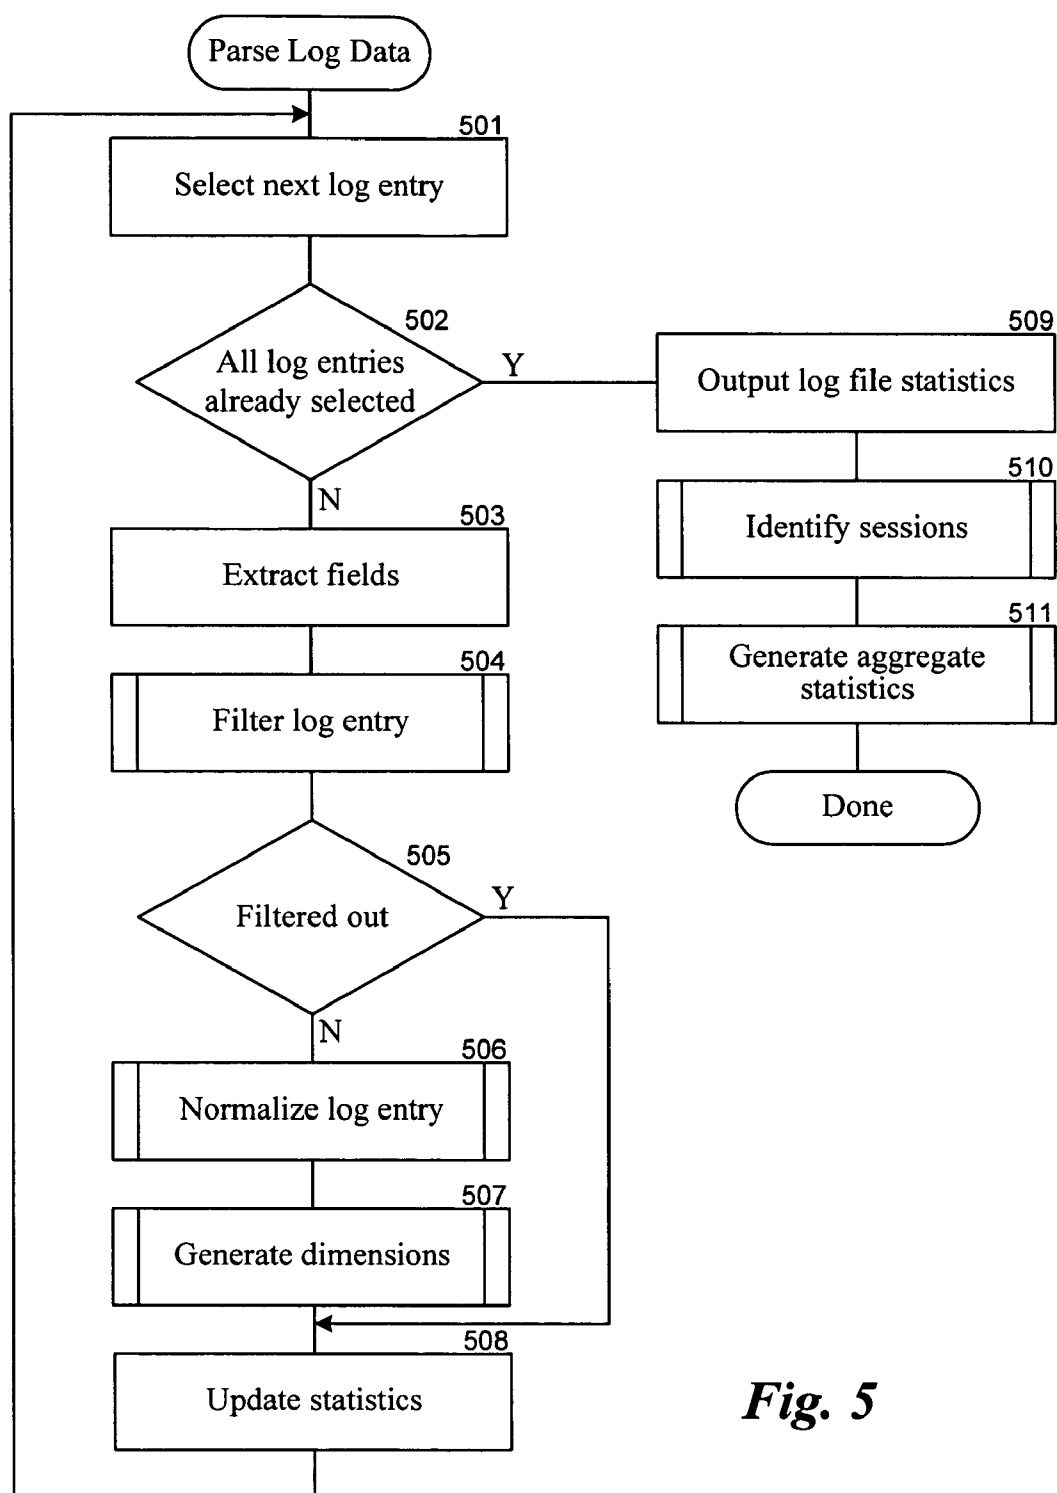 Parse Log Data
501
Select next log entry
502
All log entries
already selected
Y
N
509
Output log file statistics
510
Identify sessions
511
Generate aggregate
statistics
Done
503
Extract fields
504
Filter log entry
505
Filtered out
Y
N
506
Normalize log entry
507
Generate dimensions
508
Update statistics
Fig. 5